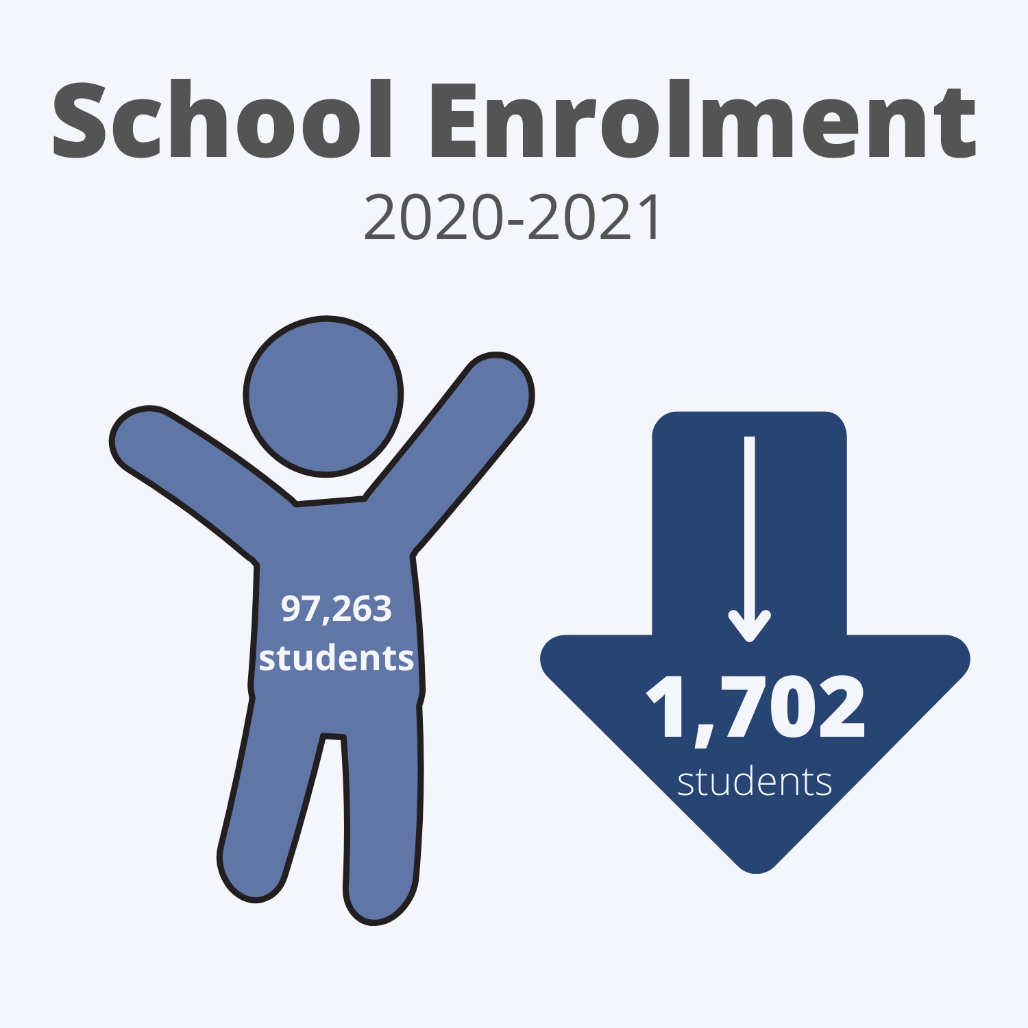 School Enrolment
2020-2021
97,263
students
1,702
students